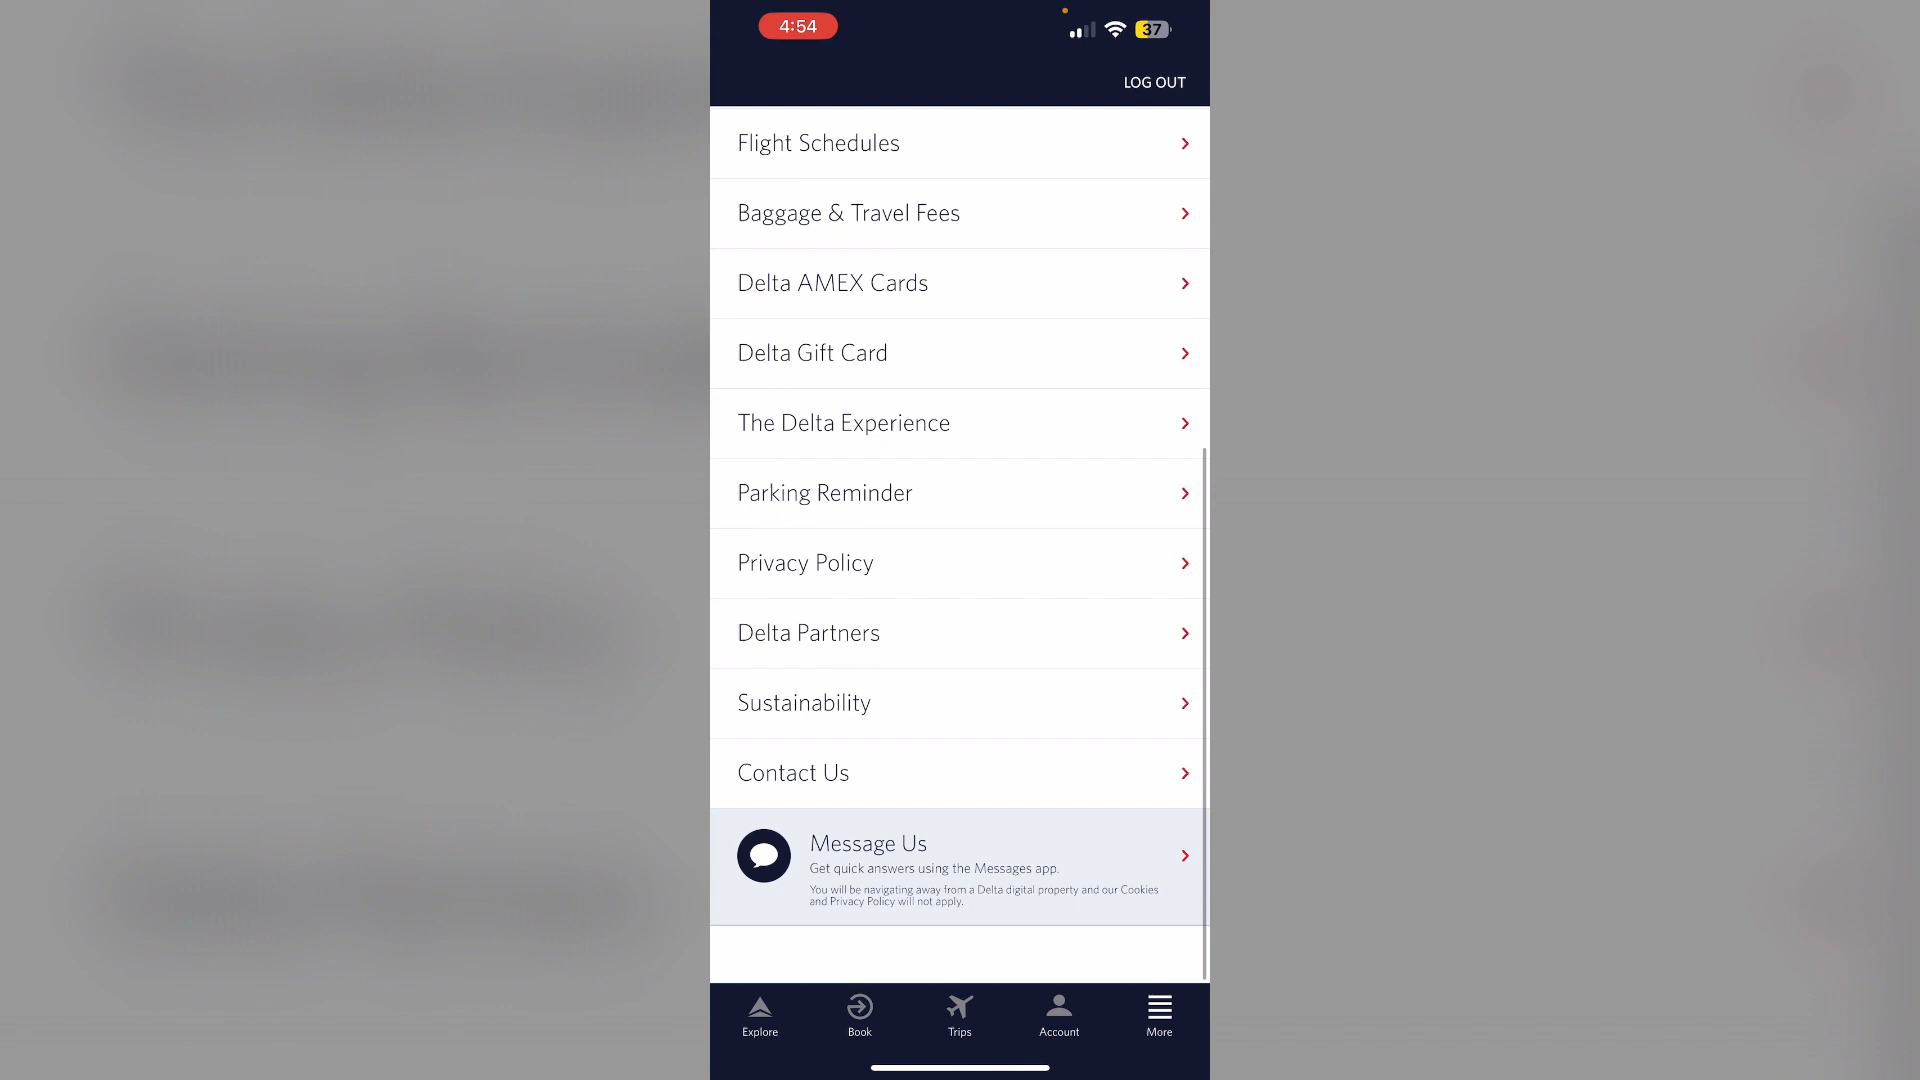 4:54
37
LOG OUT
Flight Schedules
Baggage & Travel Fees
Delta AMEX Cards
Delta Gift Card
The Delta Experience
Parking Reminder
Privacy Policy
Delta Partners
Sustainability
Contact Us
Message Us
Get quick answers using the Messages app.
You will be navigating away from a Delta digital property and our Cookies
and Privacy Policy will not apply.
Explore
Book
Trips
Account
More